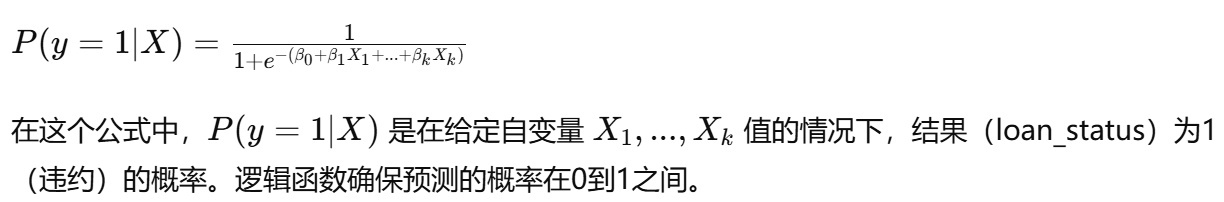 P(y = 1|X) = \frac{1}{1+e^{-(β_0+β_1X_1+...+β_kX_k)}}
在这个公式中，P(y = 1|X) 是在给定自变量 X_1, ..., X_k 值的情况下，结果（loan_status）为1
（违约）的概率。逻辑函数确保预测的概率在0到1之间。